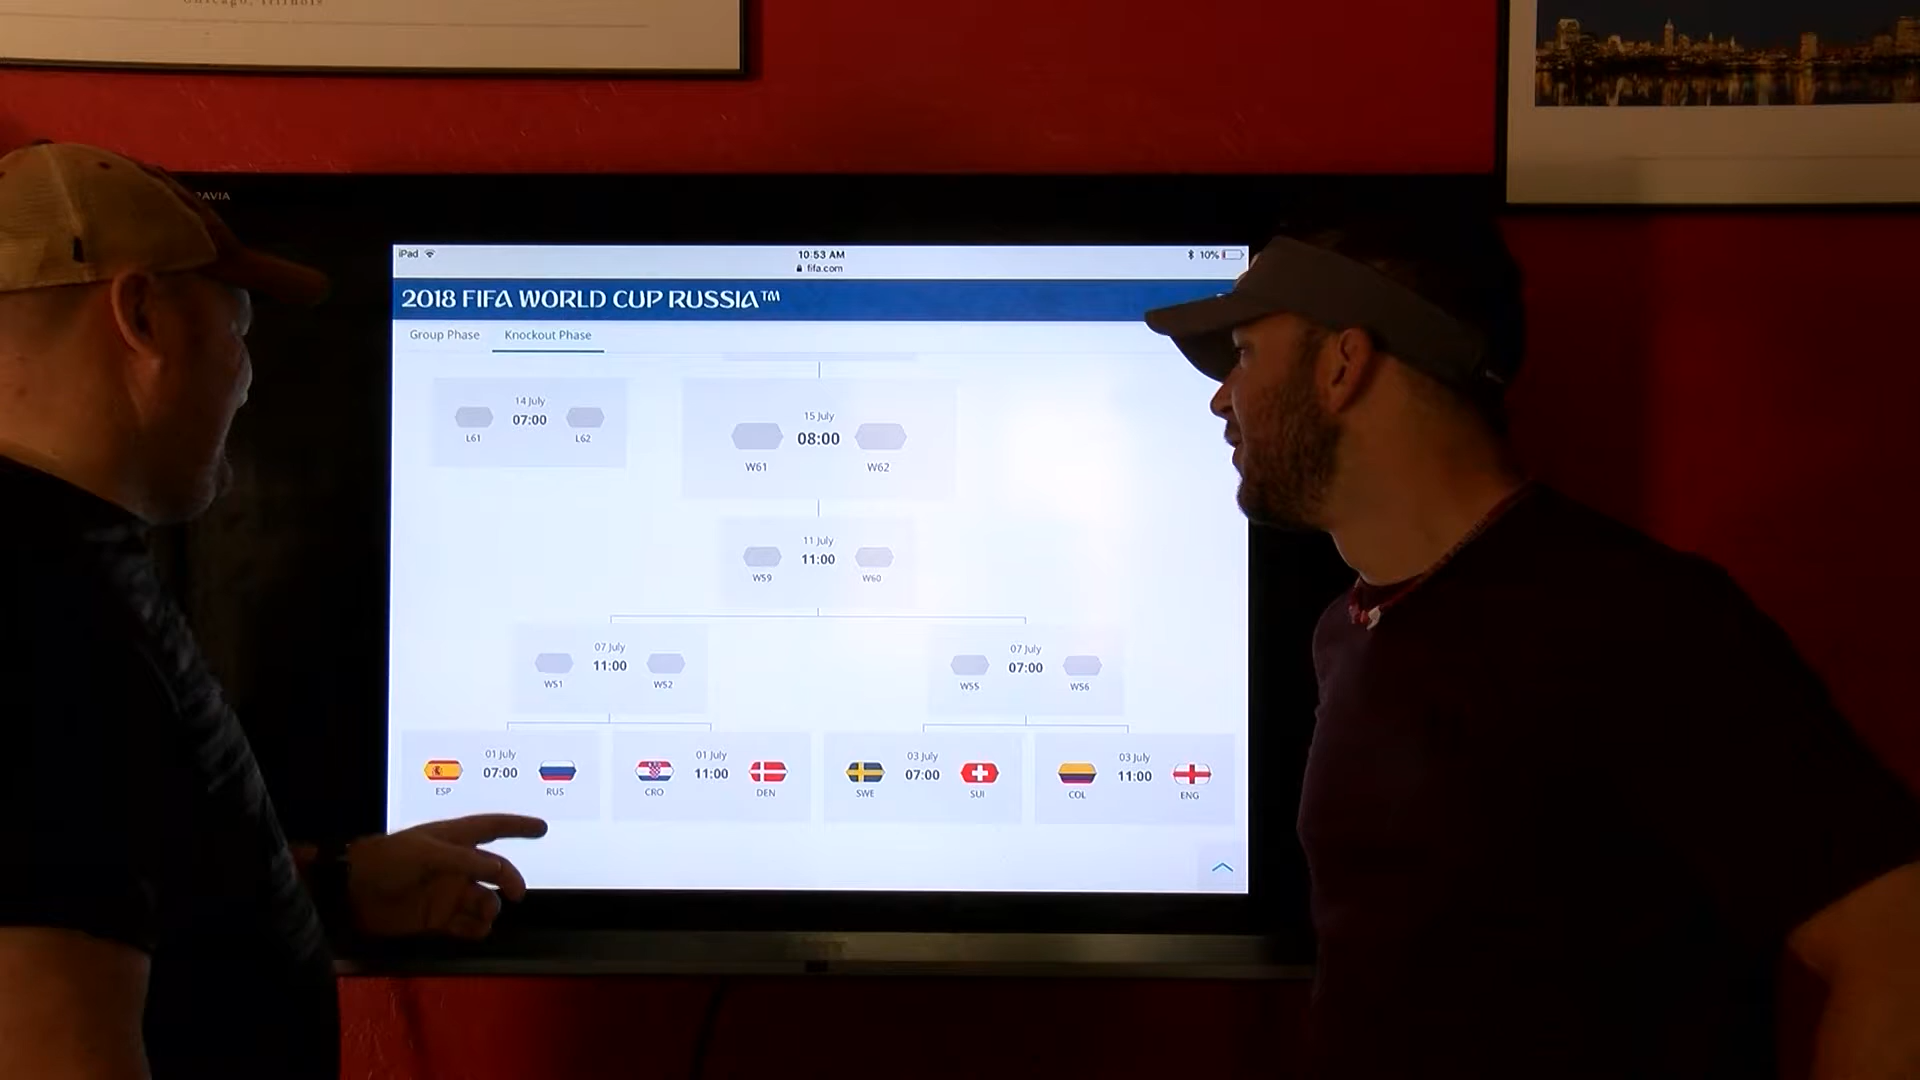 Chicago, Illinois
RAVIA
iPad
10:53 AM
10%
fifa.com
2018 FIFA WORLD CUP RUSSIA™
Group Phase
Knockout Phase
14 July
07:00
L61
L62
15 July
08:00
W61
W62
11 July
11:00
W59
W60
07 July
11:00
W51
W52
07 July
07:00
W55
W56
01 July
07:00
ESP
RUS
01 July
11:00
CRO
DEN
03 July
07:00
SWE
SUI
03 July
11:00
COL
ENG